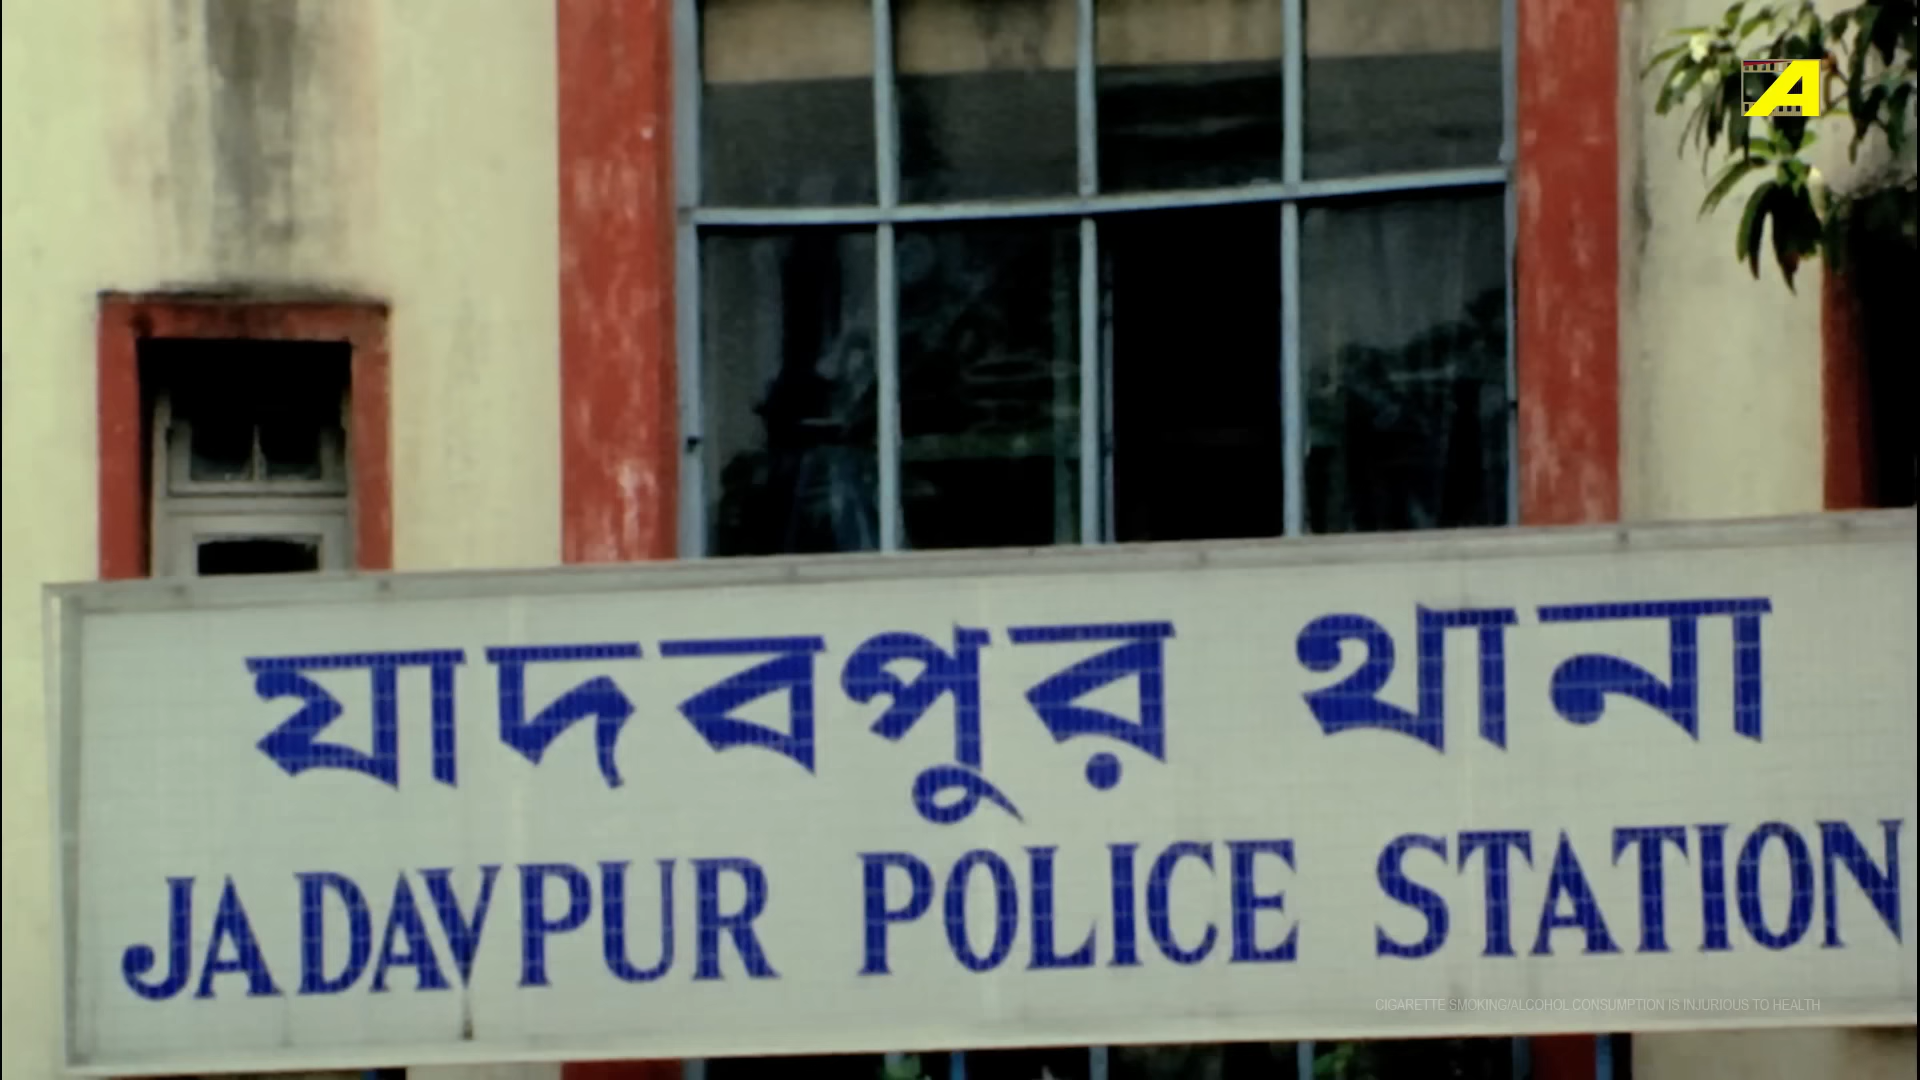 A
যাদবপুর থানা
JADAVPUR POLICE STATION
CIGARETTE SMOKING/ALCOHOL CONSUMPTION IS INJURIOUS TO HEALTH